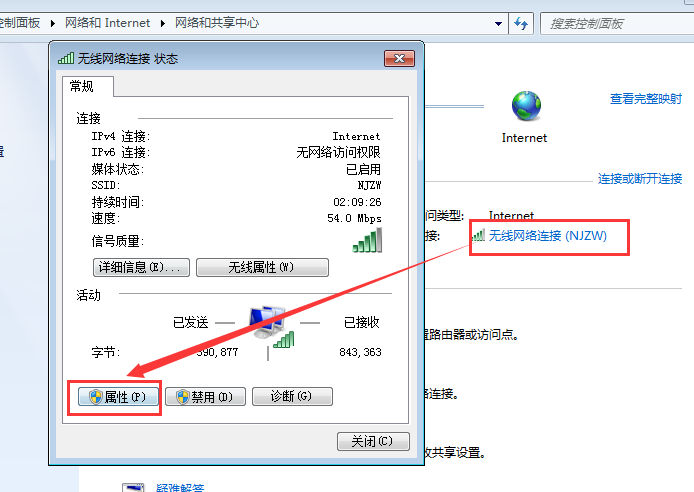 控制面板 ▸ 网络和 Internet ▸ 网络和共享中心
搜索控制面板
无线网络连接 状态
常规
连接
IPv4 连接: Internet
IPv6 连接: 无网络访问权限
媒体状态: 已启用
SSID: NJZW
持续时间: 02:09:26
速度: 54.0 Mbps
信号质量:
详细信息(E)... 无线属性(W)
活动
已发送 已接收
字节: 590,877 843,363
属性(P) 禁用(D) 诊断(G)
关闭(C)
查看完整映射
Internet
连接或断开连接
问类型: Internet
接: 无线网络连接 (NJZW)
置路由器或访问点。
络连接。
改共享设置。
疑难解答